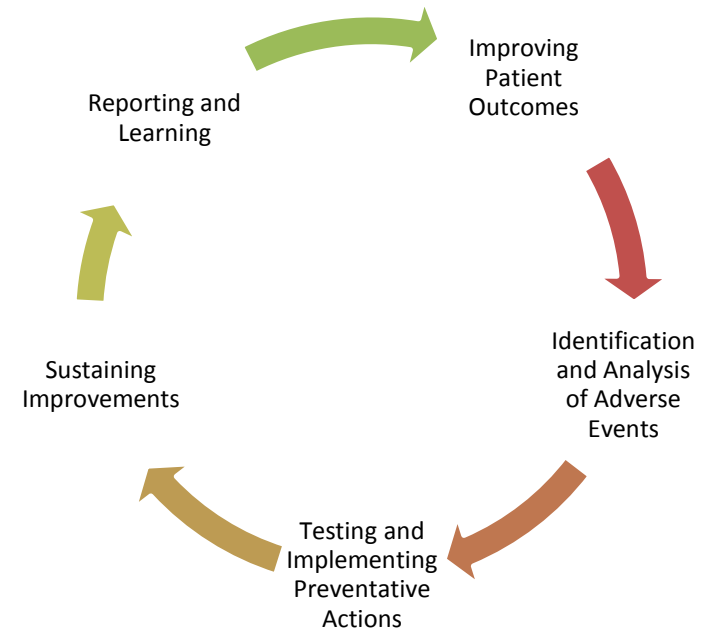 Improving
Patient
Outcomes
Identification
and Analysis
of Adverse
Events
Testing and
Implementing
Preventative
Actions
Sustaining
Improvements
Reporting and
Learning